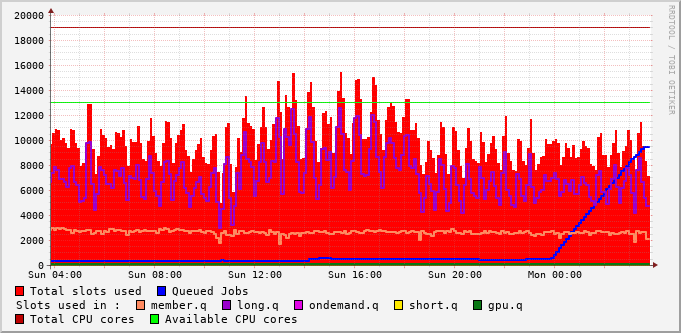 20000
18000
16000
14000
12000
10000
8000
6000
4000
2000
0
Sun 04:00 Sun 08:00 Sun 12:00 Sun 16:00 Sun 20:00 Mon 00:00
Total slots used Queued Jobs
Slots used in : member.q long.q ondemand.q short.q gpu.q
Total CPU cores Available CPU cores
RRDTOOL / TOBI OETIKER